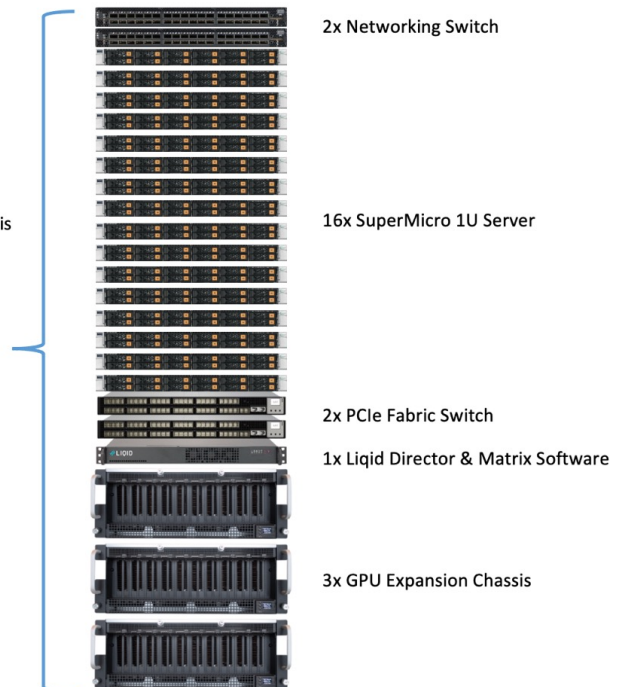 2x Networking Switch
is
16x SuperMicro 1U Server
2x PCIe Fabric Switch
LIQID
1x Liqid Director & Matrix Software
3x GPU Expansion Chassis